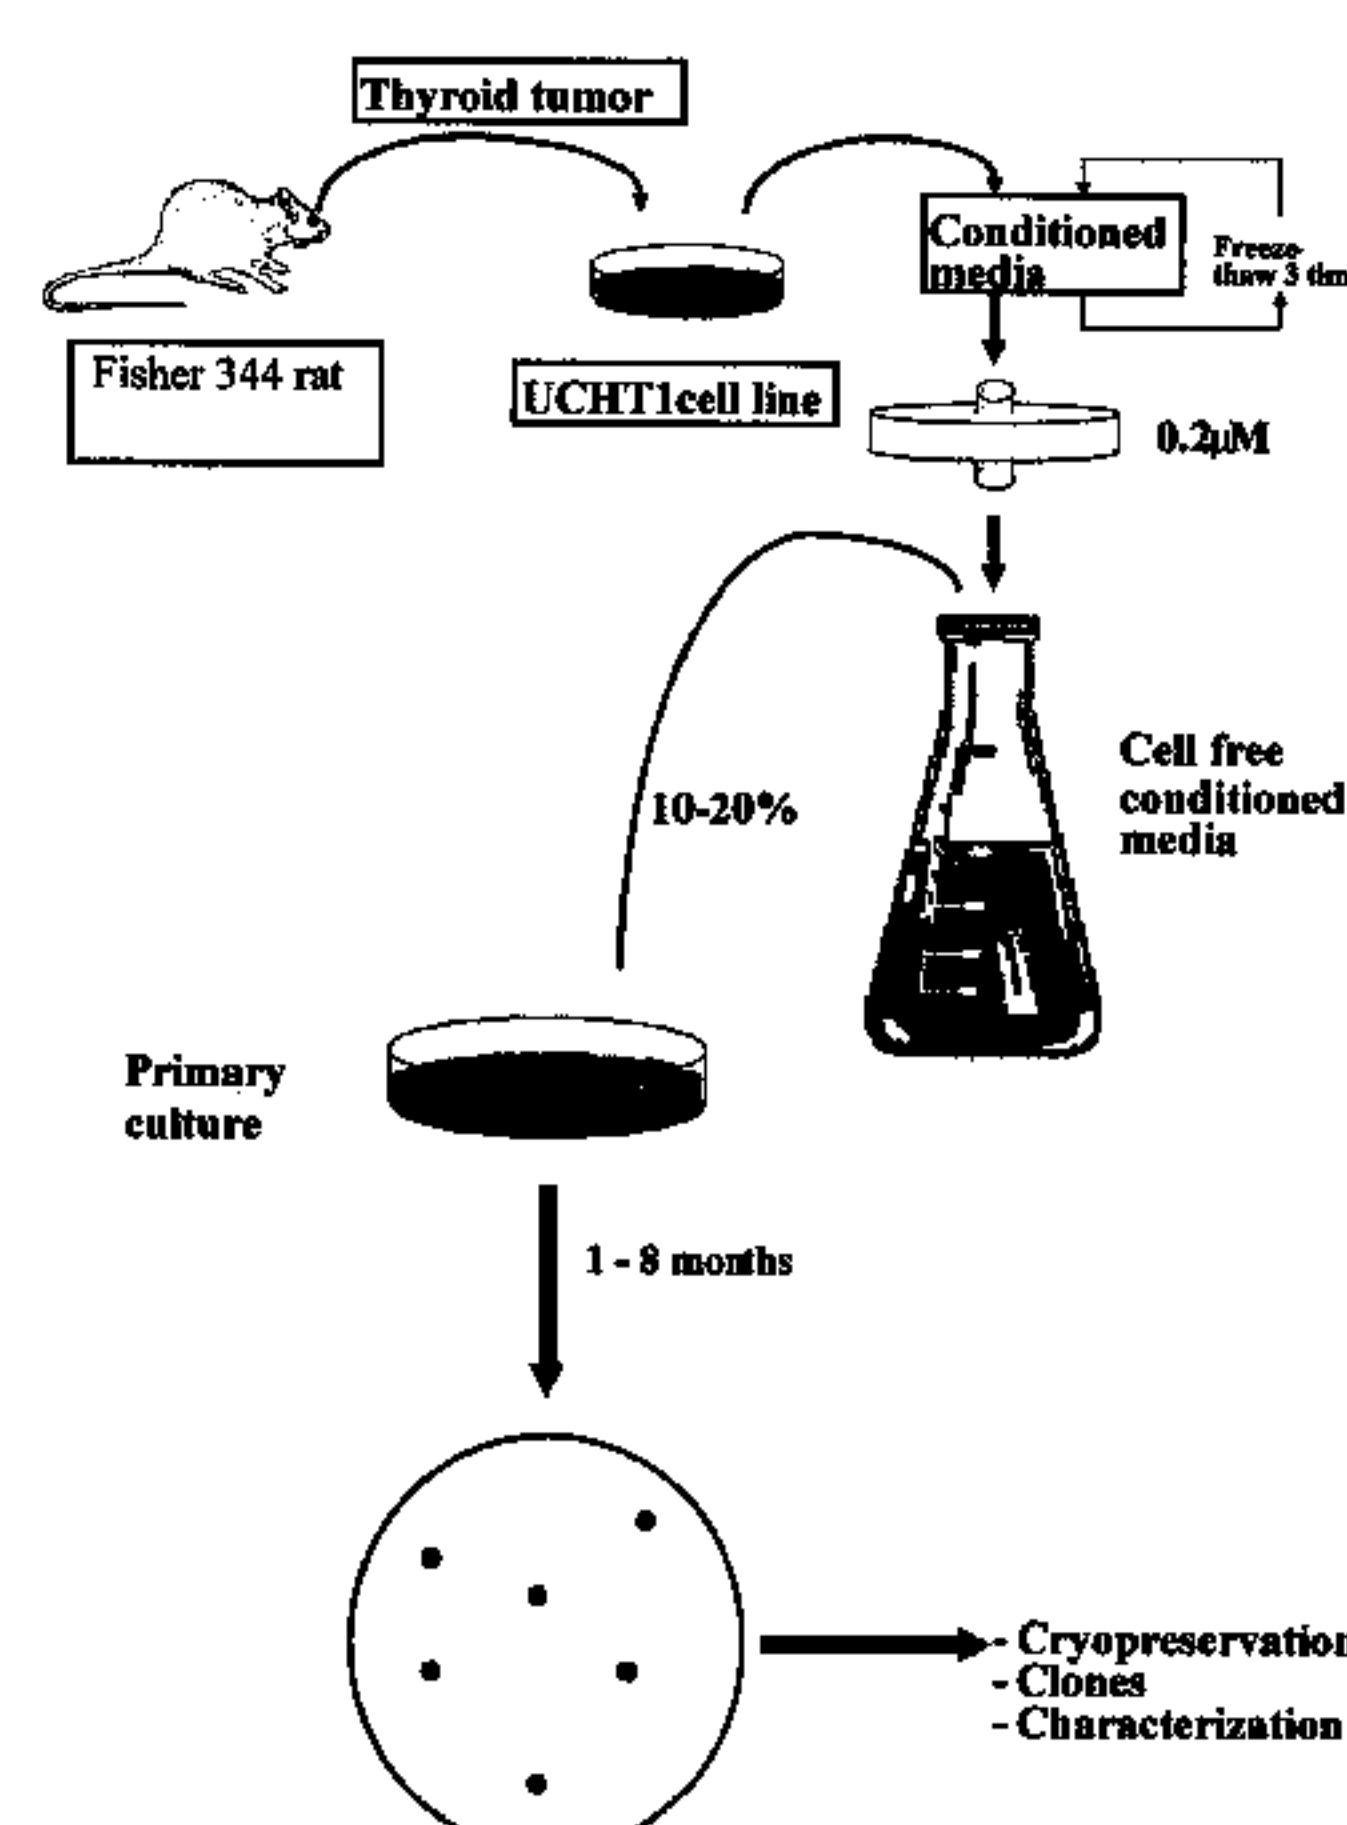 Thyroid tumor
Conditioned
media
Freeze-
thaw 3 tim
Fisher 344 rat
UCHT1cell line
0.2µM
Cell free
conditioned
media
10-20%
Primary
culture
1 - 8 months
- Cryopreservation
- Clones
- Characterization